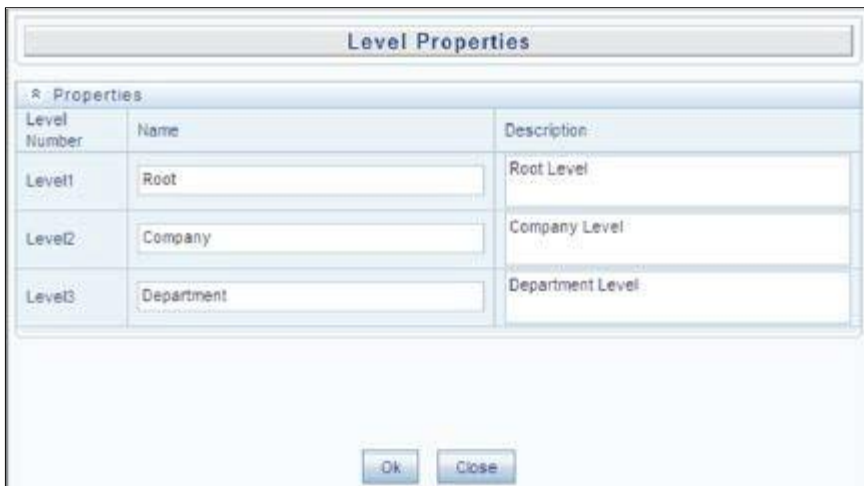 Level Properties
Properties
Level Number
Name
Description
Level1
Root
Root Level
Level2
Company
Company Level
Level3
Department
Department Level
Ok
Close